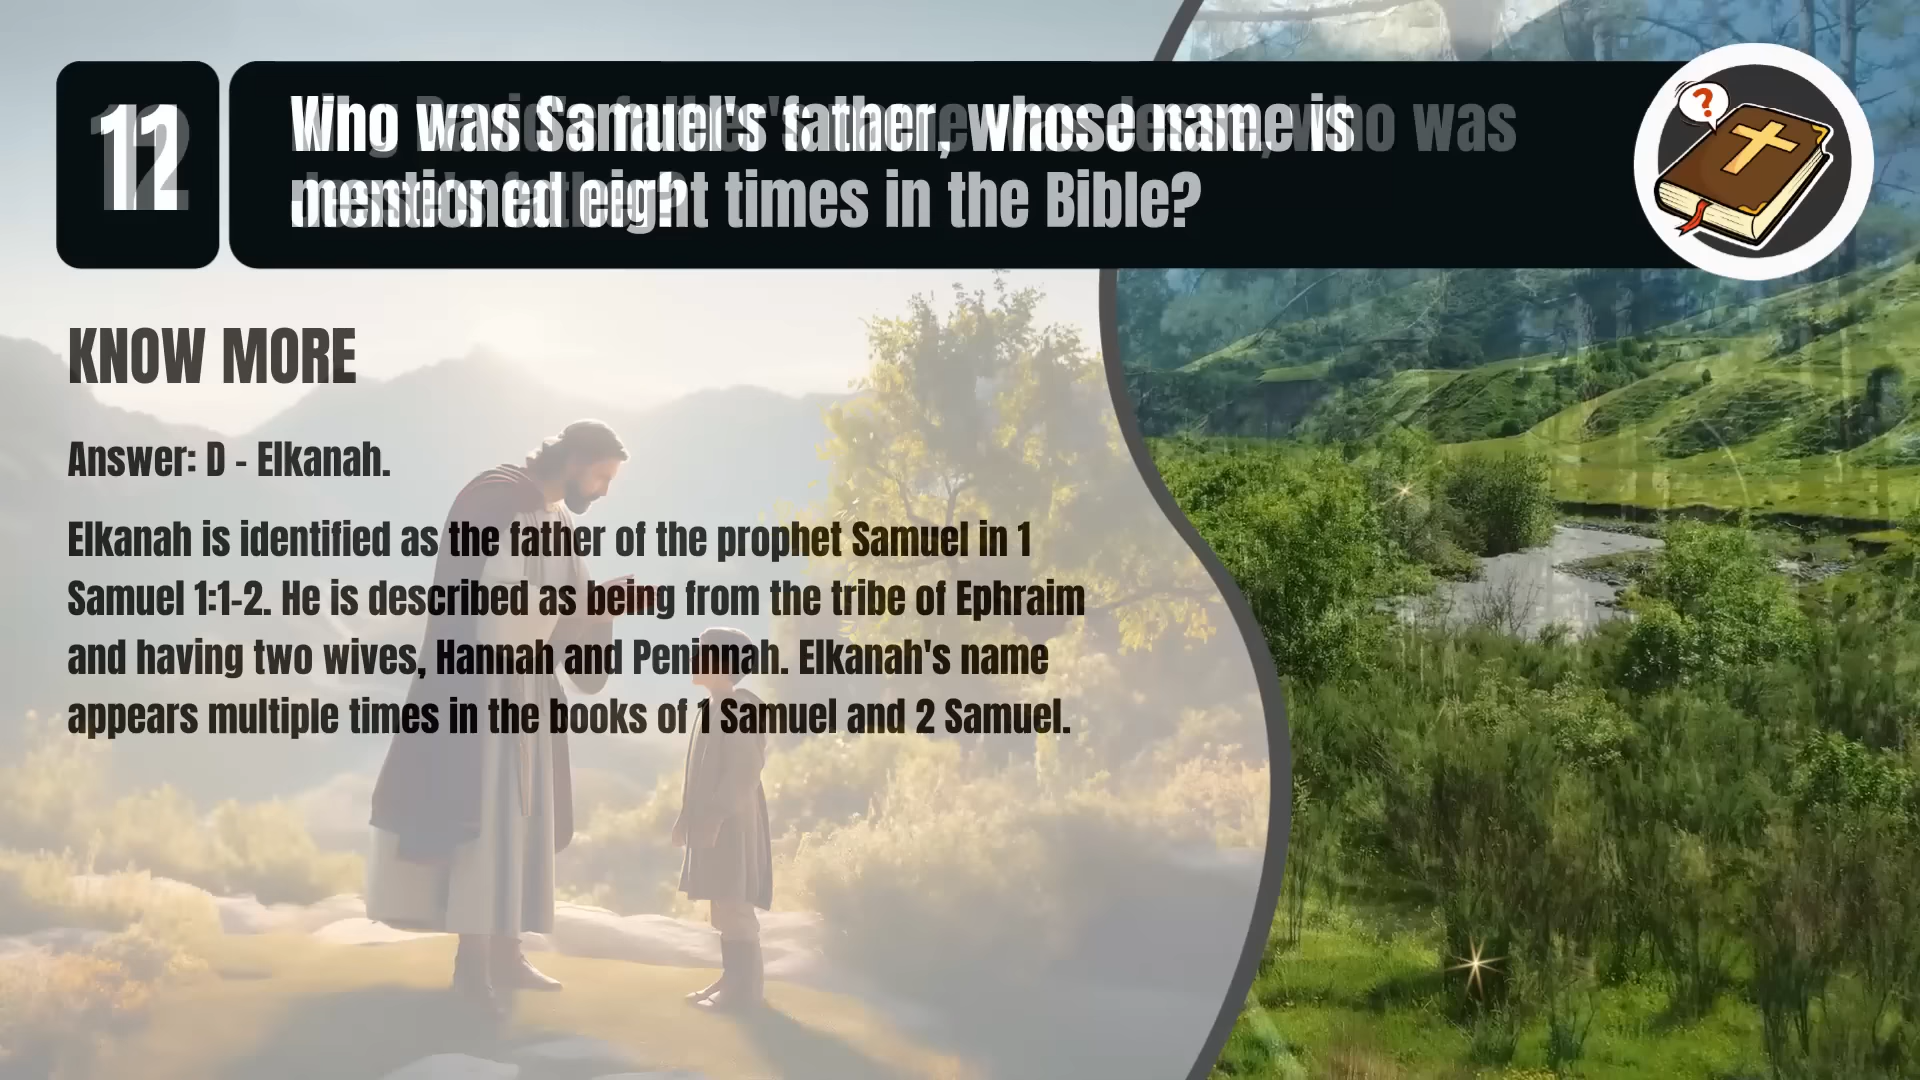 11
Who was Samuel's father, whose name is
mentioned eight times in the Bible?
KNOW MORE
Answer: D - Elkanah.
Elkanah is identified as the father of the prophet Samuel in 1
Samuel 1:1-2. He is described as being from the tribe of Ephraim
and having two wives, Hannah and Peninnah. Elkanah's name
appears multiple times in the books of 1 Samuel and 2 Samuel.
?